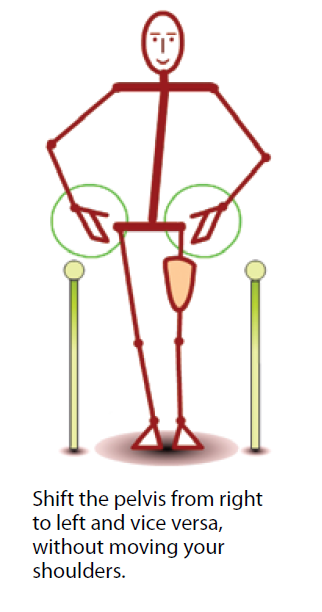 Shift the pelvis from right
to left and vice versa,
without moving your
shoulders.